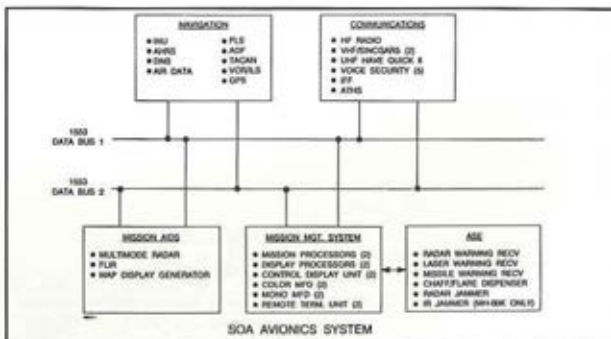 NAVIGATION
• INU
• AHRS
• DNS
• AIR DATA
• PLS
• ADF
• TACAN
• VOR/ILS
• GPS
COMMUNICATIONS
• HF RADIO
• VHF/SINCGARS (2)
• UHF HAVE QUICK II
• VOICE SECURITY (5)
• IFF
• ATHS
1553
DATA BUS 1
1553
DATA BUS 2
MISSION AIDS
• MULTIMODE RADAR
• FLIR
• MAP DISPLAY GENERATOR
MISSION MGT. SYSTEM
• MISSION PROCESSORS (2)
• DISPLAY PROCESSORS (2)
• CONTROL DISPLAY UNIT (2)
• COLOR MFD (2)
• MONO MFD (2)
• REMOTE TERM. UNIT (2)
ASE
• RADAR WARNING RECV
• LASER WARNING RECV
• MISSILE WARNING RECV
• CHAFF/FLARE DISPENSER
• RADAR JAMMER
• IR JAMMER (MH-60K ONLY)
SOA AVIONICS SYSTEM